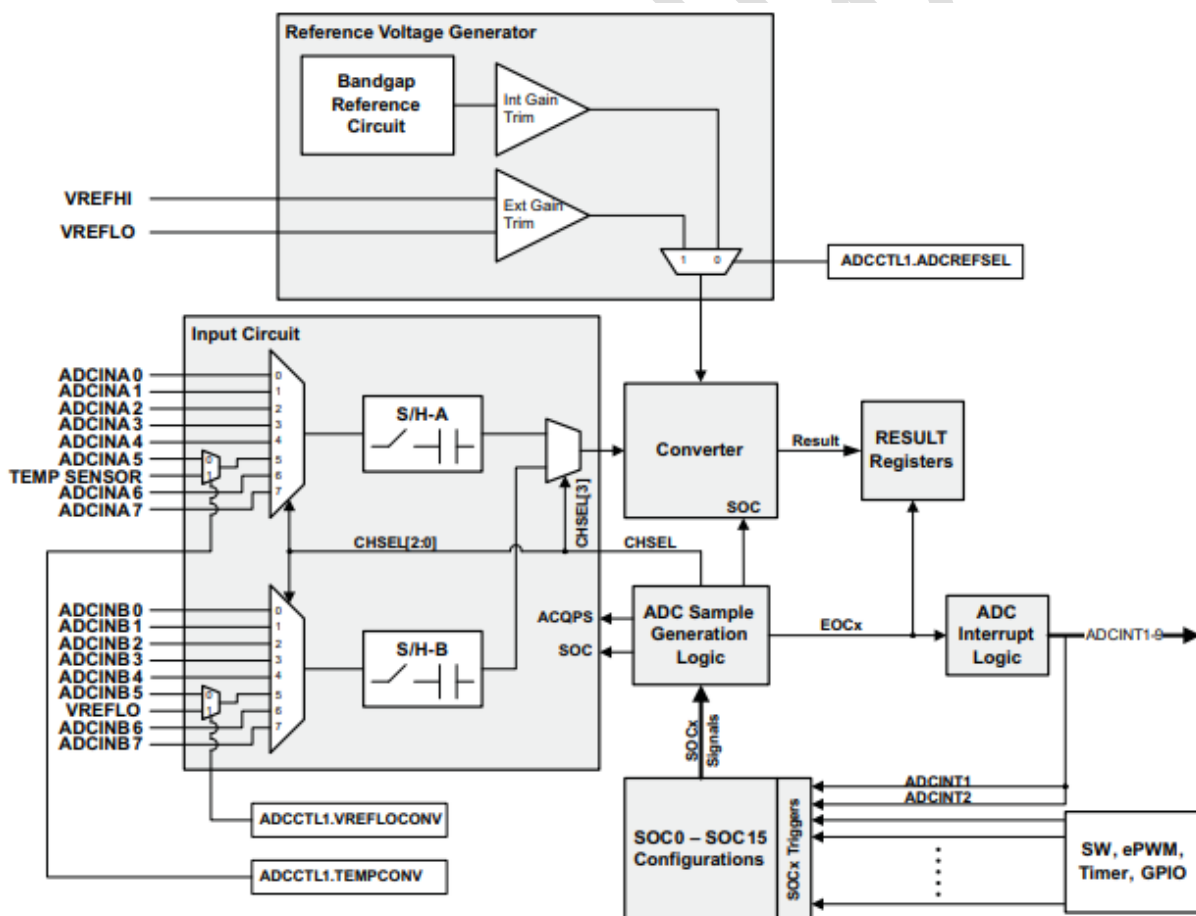 Reference Voltage Generator
Bandgap
Reference
Circuit
Int Gain
Trim
VREFHI
VREFLO
Ext Gain
Trim
1 0
ADCCTL1.ADCREFSEL
Input Circuit
ADCINA 0
ADCINA 1
ADCINA 2
ADCINA 3
ADCINA 4
ADCINA 5
TEMP SENSOR
ADCINA 6
ADCINA 7
0
1
0
1
2
3
4
5
6
7
S/H-A
CHSEL[3]
Converter
SOC
Result
RESULT
Registers
CHSEL[2:0]
CHSEL
ADCINB 0
ADCINB 1
ADCINB 2
ADCINB 3
ADCINB 4
ADCINB 5
VREFLO
ADCINB 6
ADCINB 7
0
1
0
1
2
3
4
5
6
7
S/H-B
ACQPS
SOC
ADC Sample
Generation
Logic
EOCx
ADC
Interrupt
Logic
ADCINT1-9
SOCx
Signals
ADCINT1
ADCINT2
ADCCTL1.VREFLOCONV
ADCCTL1.TEMPCONV
SOC0 – SOC15
Configurations
SOCx Triggers
SW, ePWM,
Timer, GPIO